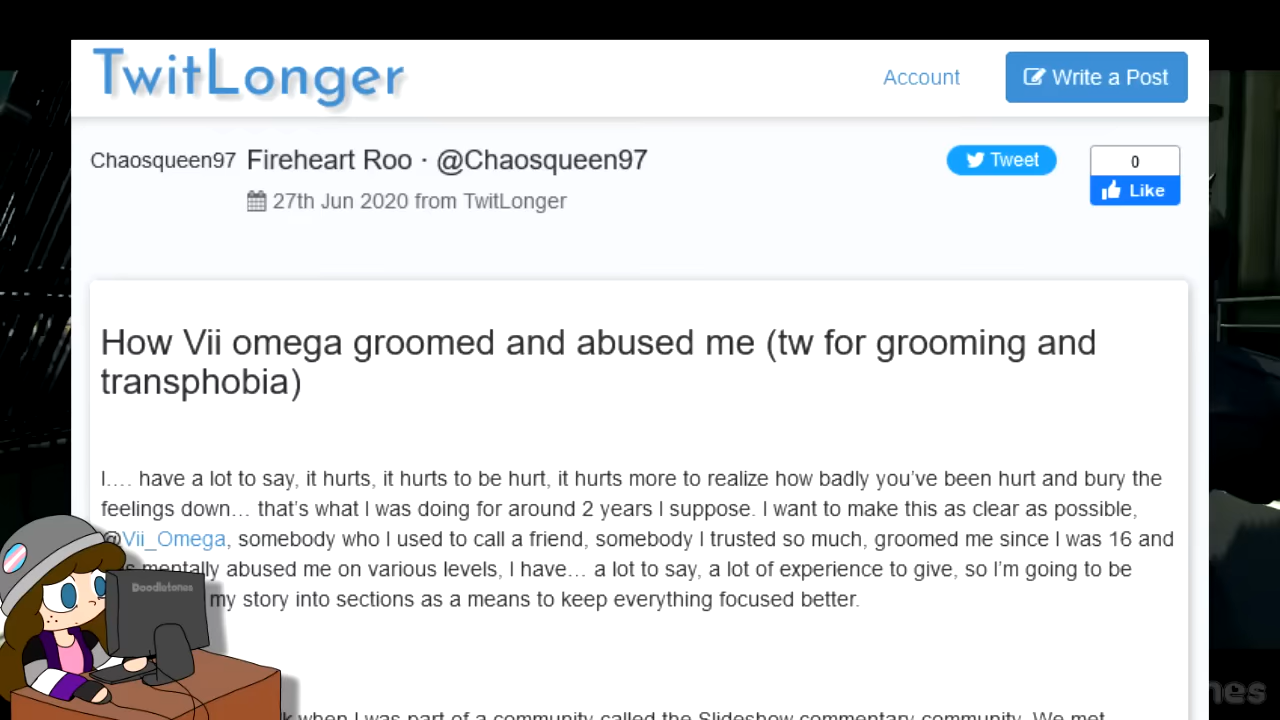 TwitLonger
Account
Write a Post
Chaosqueen97 Fireheart Roo · @Chaosqueen97
Tweet
0
Like
27th Jun 2020 from TwitLonger
How Vii omega groomed and abused me (tw for grooming and
transphobia)
I…. have a lot to say, it hurts, it hurts to be hurt, it hurts more to realize how badly you’ve been hurt and bury the
feelings down… that’s what I was doing for around 2 years I suppose. I want to make this as clear as possible,
@Vii_Omega, somebody who I used to call a friend, somebody I trusted so much, groomed me since I was 16 and
mentally abused me on various levels, I have… a lot to say, a lot of experience to give, so I’m going to be
my story into sections as a means to keep everything focused better.
Doodletones
when I was part of a community called the Slideshow commentary community. We met